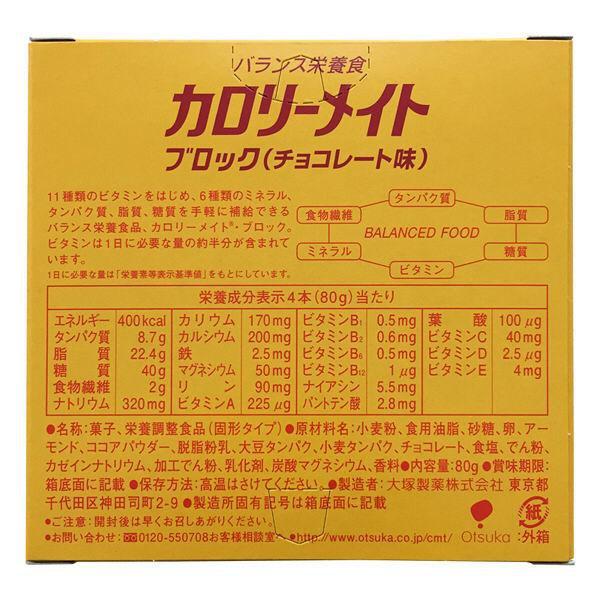 バランス栄養食
カロリーメイト
ブロック(チョコレート味)
11種類のビタミンをはじめ、6種類のミネラル、
タンパク質、脂質、糖質を手軽に補給できる
バランス栄養食品、カロリーメイト®・ブロック。
ビタミンは1日に必要な量の約半分が含まれて
います。
1日に必要な量は「栄養素等表示基準値」をもとにしています。
タンパク質
食物繊維 脂質
BALANCED FOOD
ミネラル 糖質
ビタミン
栄養成分表示4本(80g)当たり
エネルギー 400kcal カリウム 170mg ビタミンB1 0.5mg 葉酸 100μg
タンパク質 8.7g カルシウム 200mg ビタミンB2 0.6mg ビタミンC 40mg
脂質 22.4g 鉄 2.5mg ビタミンB6 0.5mg ビタミンD 2.5μg
糖質 40g マグネシウム 50mg ビタミンB12 1μg ビタミンE 4mg
食物繊維 2g リン 90mg ナイアシン 5.5mg
ナトリウム 320mg ビタミンA 225μg パントテン酸 2.8mg
●名称:菓子、栄養調整食品(固形タイプ)●原材料名:小麦粉、食用油脂、砂糖、卵、アー
モンド、ココアパウダー、脱脂粉乳、大豆タンパク、小麦タンパク、チョコレート、食塩、でん粉、
カゼインナトリウム、加工でん粉、乳化剤、炭酸マグネシウム、香料●内容量:80g●賞味期限:
箱底面に記載●保存方法:高温はさけてください。●製造者:大塚製薬株式会社 東京都
千代田区神田司町2-9 ●製造所固有記号は箱底面に記載
●ご注意:開封後は早くお召しあがりください。
●お問い合わせ:0120-550708お客様相談室へ ●http://www.otsuka.co.jp/cmt/
Otsuka
紙
:外箱